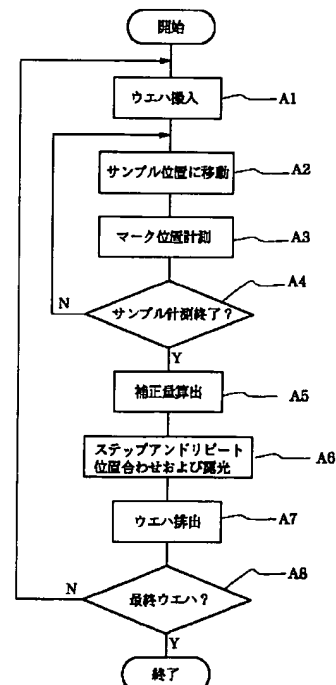 開始
ウエハ搬入
A1
サンプル位置に移動
A2
マーク位置計測
A3
A4
サンプル計測終了?
N
Y
補正量算出
A5
ステップアンドリピート
位置合わせおよび露光
A6
ウエハ排出
A7
A8
最終ウエハ?
N
Y
終了